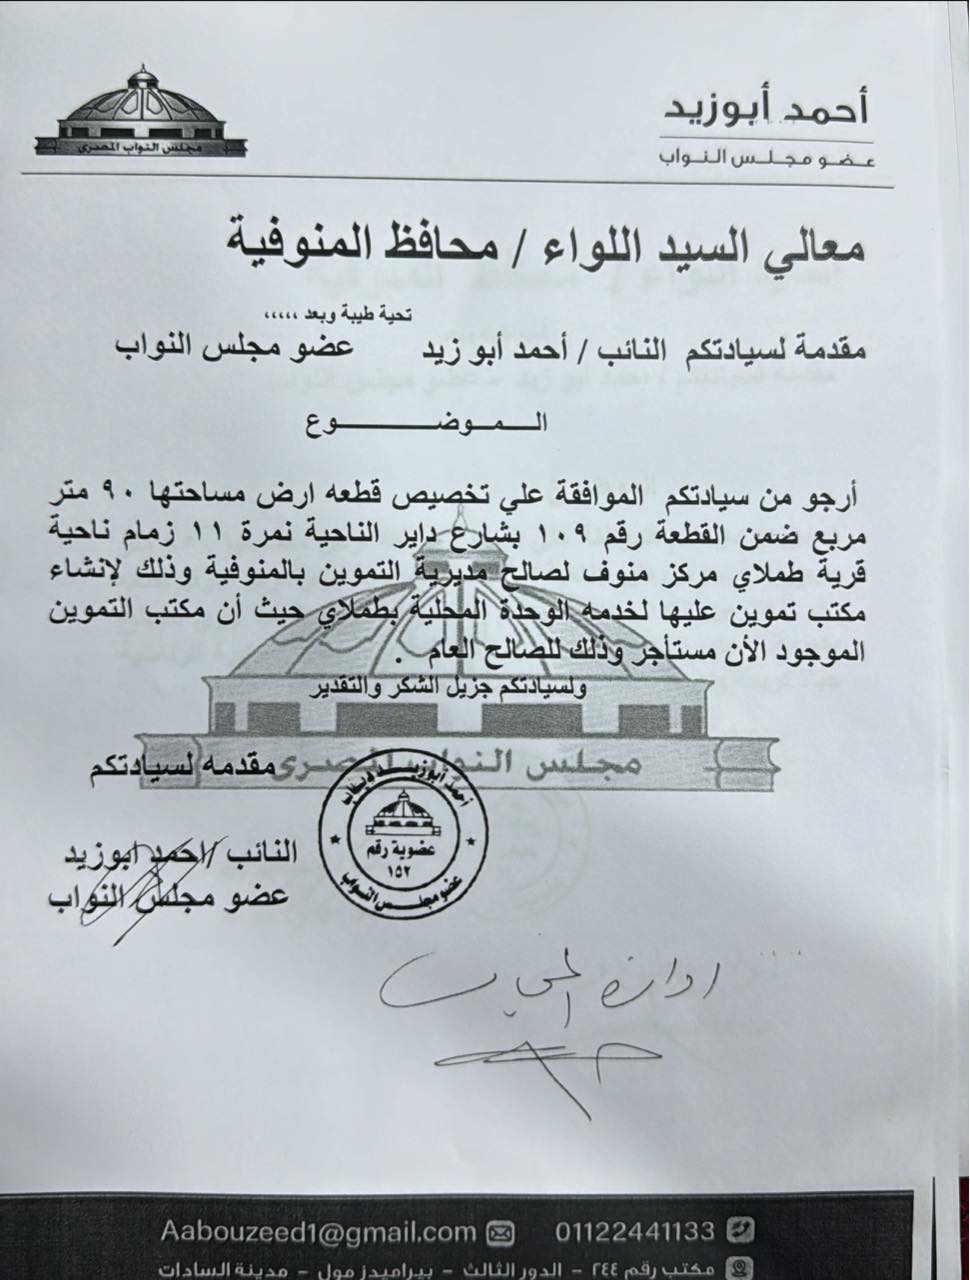 أحمد أبوزيد
عضو مجلس النواب
مجلس النواب المصرى
معالي السيد اللواء / محافظ المنوفية
تحية طيبة وبعد ،،،،،
مقدمة لسيادتكم النائب / أحمد أبو زيد عضو مجلس النواب
الـمـوضـوع
أرجو من سيادتكم الموافقة علي تخصيص قطعه ارض مساحتها ٩٠ متر
مربع ضمن القطعة رقم ١٠٩ بشارع داير الناحية نمرة ١١ زمام ناحية
قرية طملاي مركز منوف لصالح مديرية التموين بالمنوفية وذلك لإنشاء
مكتب تموين عليها لخدمه الوحدة المحلية بطملاي حيث أن مكتب التموين
الموجود الأن مستأجر وذلك للصالح العام .
ولسيادتكم جزيل الشكر والتقدير
مجلس النواب المصرى
مقدمه لسيادتكم
أحمد أبوزيد
عضوية رقم
١٥٢
عضو مجلس النواب
النائب /احمد ابوزيد
عضو مجلس النواب
ادارة
Aabouzeed1@gmail.com 01122441133
مكتب رقم ٢٤٤ - الدور الثالث - بيراميدز مول - مدينة السادات